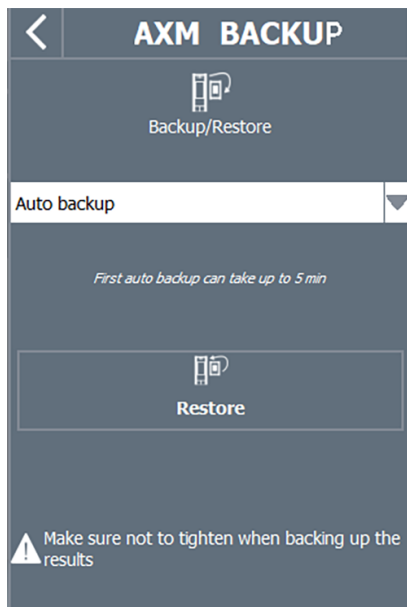 AXM BACKUP
Backup/Restore
Auto backup
First auto backup can take up to 5 min
Restore
Make sure not to tighten when backing up the
results